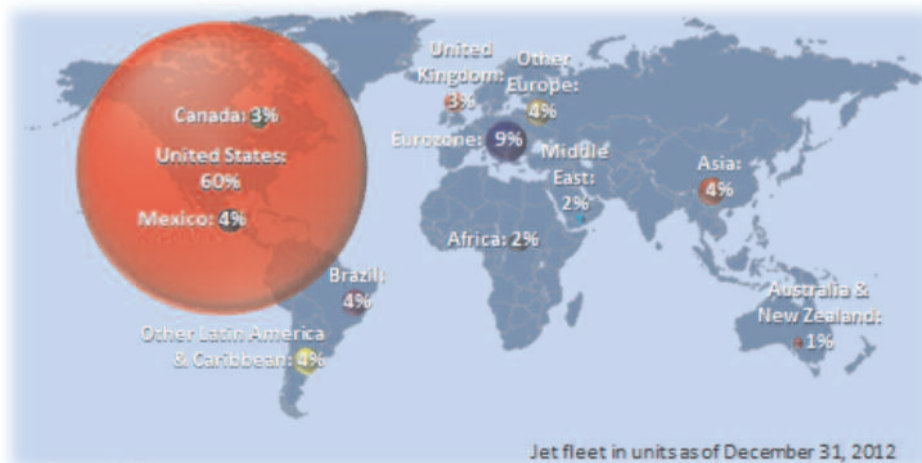 United
Kingdom:
3%
Other
Europe:
4%
Canada: 3%
Eurozone: 9%
United States:
60%
Middle
East:
2%
Asia:
4%
Mexico: 4%
Africa: 2%
Brazil:
4%
Australia &
New Zealand:
1%
Other Latin America
& Caribbean: 4%
Jet fleet in units as of December 31, 2012